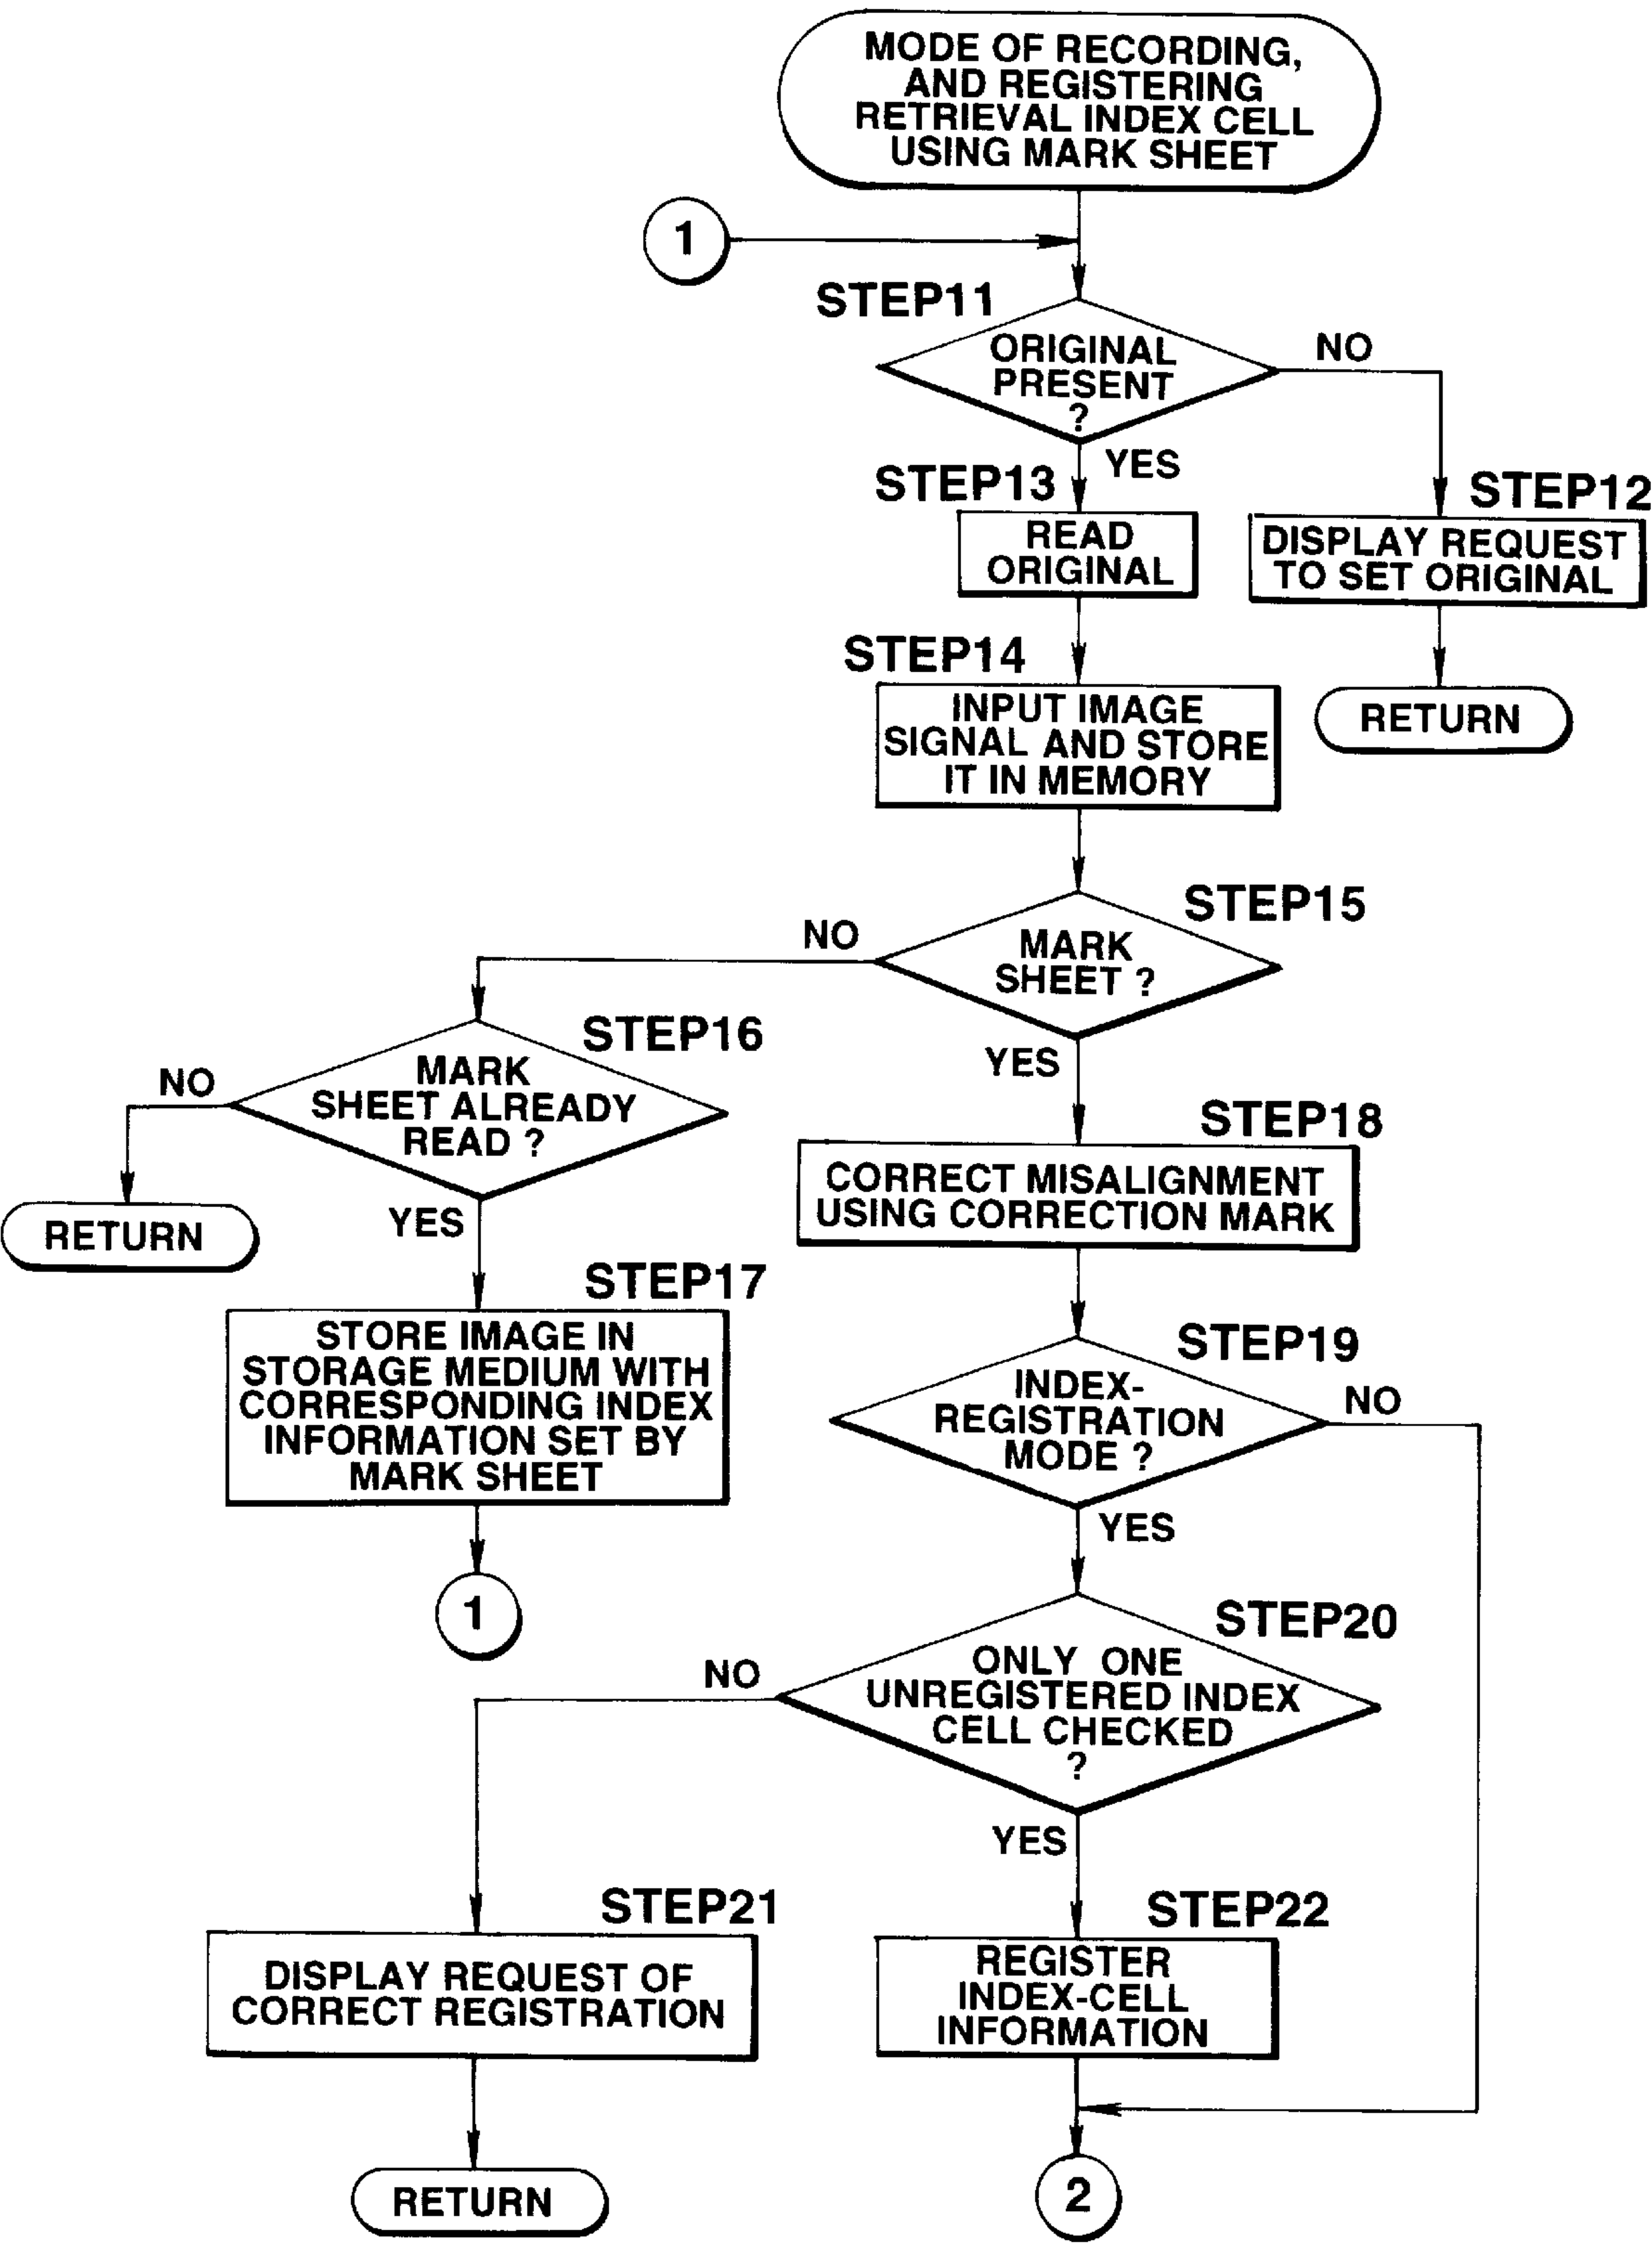 MODE OF RECORDING,
AND REGISTERING
RETRIEVAL INDEX CELL
USING MARK SHEET
1
STEP11
ORIGINAL
PRESENT
?
NO
YES
STEP13
READ
ORIGINAL
STEP12
DISPLAY REQUEST
TO SET ORIGINAL
RETURN
STEP14
INPUT IMAGE
SIGNAL AND STORE
IT IN MEMORY
STEP15
MARK
SHEET ?
NO
YES
STEP16
MARK
SHEET ALREADY
READ ?
NO
RETURN
YES
STEP17
STORE IMAGE IN
STORAGE MEDIUM WITH
CORRESPONDING INDEX
INFORMATION SET BY
MARK SHEET
1
STEP18
CORRECT MISALIGNMENT
USING CORRECTION MARK
STEP19
INDEX-
REGISTRATION
MODE ?
NO
YES
STEP20
ONLY ONE
UNREGISTERED INDEX
CELL CHECKED
?
NO
YES
STEP21
DISPLAY REQUEST OF
CORRECT REGISTRATION
RETURN
STEP22
REGISTER
INDEX-CELL
INFORMATION
2